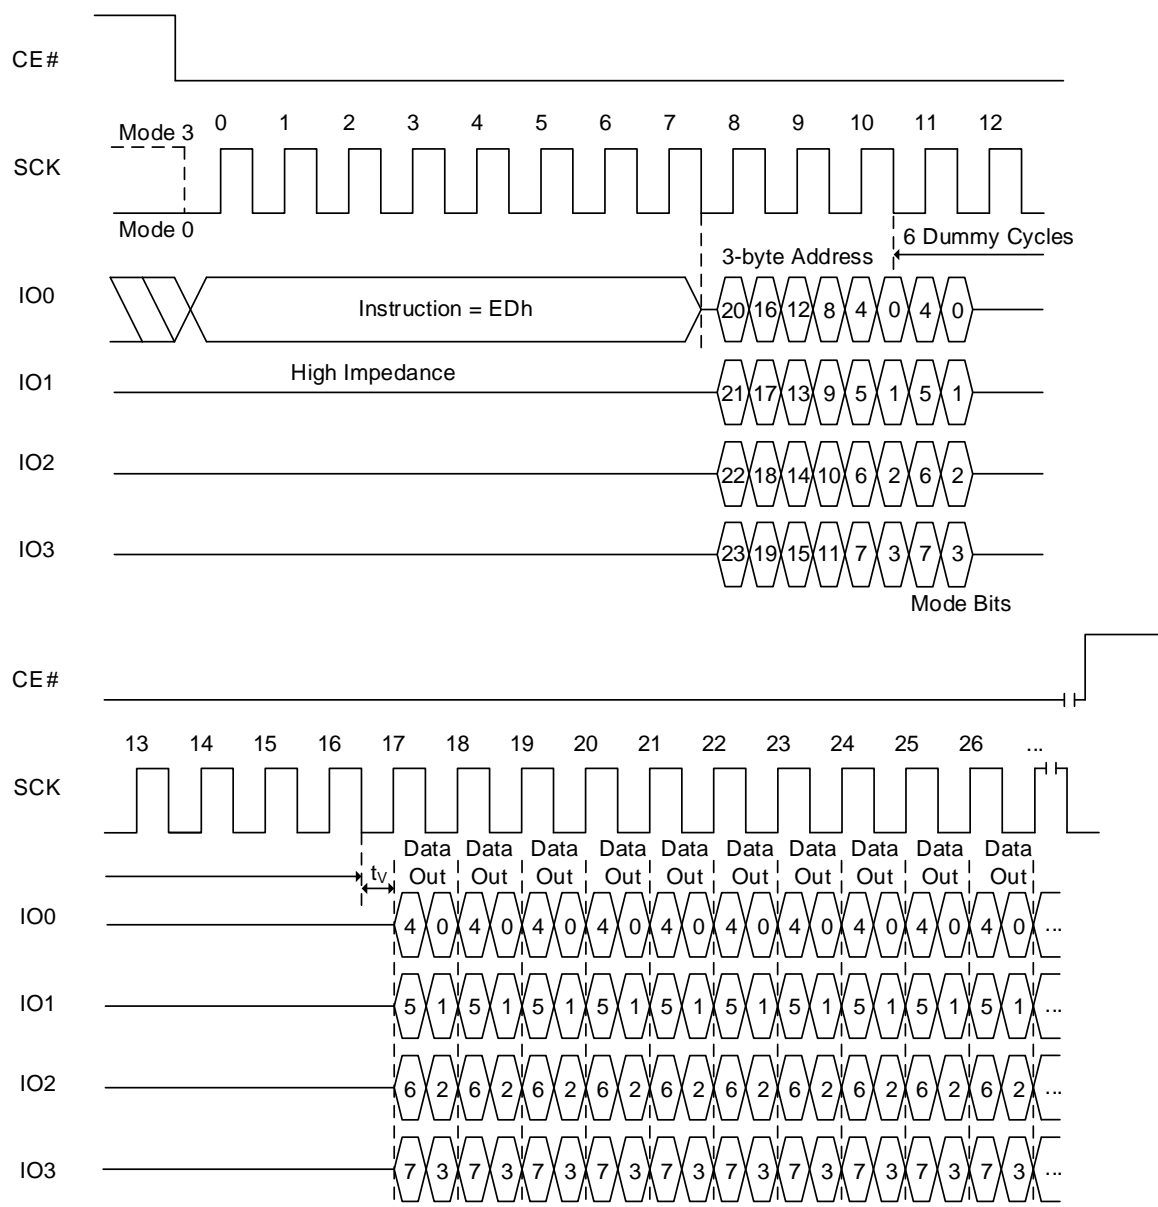 CE#
0 1 2 3 4 5 6 7 8 9 10 11 12
Mode 3
SCK
Mode 0
6 Dummy Cycles
3-byte Address
IO0
Instruction = EDh
20 16 12 8 4 0 4 0
High Impedance
IO1
21 17 13 9 5 1 5 1
IO2
22 18 14 10 6 2 6 2
IO3
23 19 15 11 7 3 7 3
Mode Bits
CE#
13 14 15 16 17 18 19 20 21 22 23 24 25 26 ...
SCK
tV
Data Out Data Out Data Out Data Out Data Out Data Out Data Out Data Out Data Out Data Out
IO0
4 0 4 0 4 0 4 0 4 0 4 0 4 0 4 0 4 0 4 0 ...
IO1
5 1 5 1 5 1 5 1 5 1 5 1 5 1 5 1 5 1 5 1 ...
IO2
6 2 6 2 6 2 6 2 6 2 6 2 6 2 6 2 6 2 6 2 ...
IO3
7 3 7 3 7 3 7 3 7 3 7 3 7 3 7 3 7 3 7 3 ...